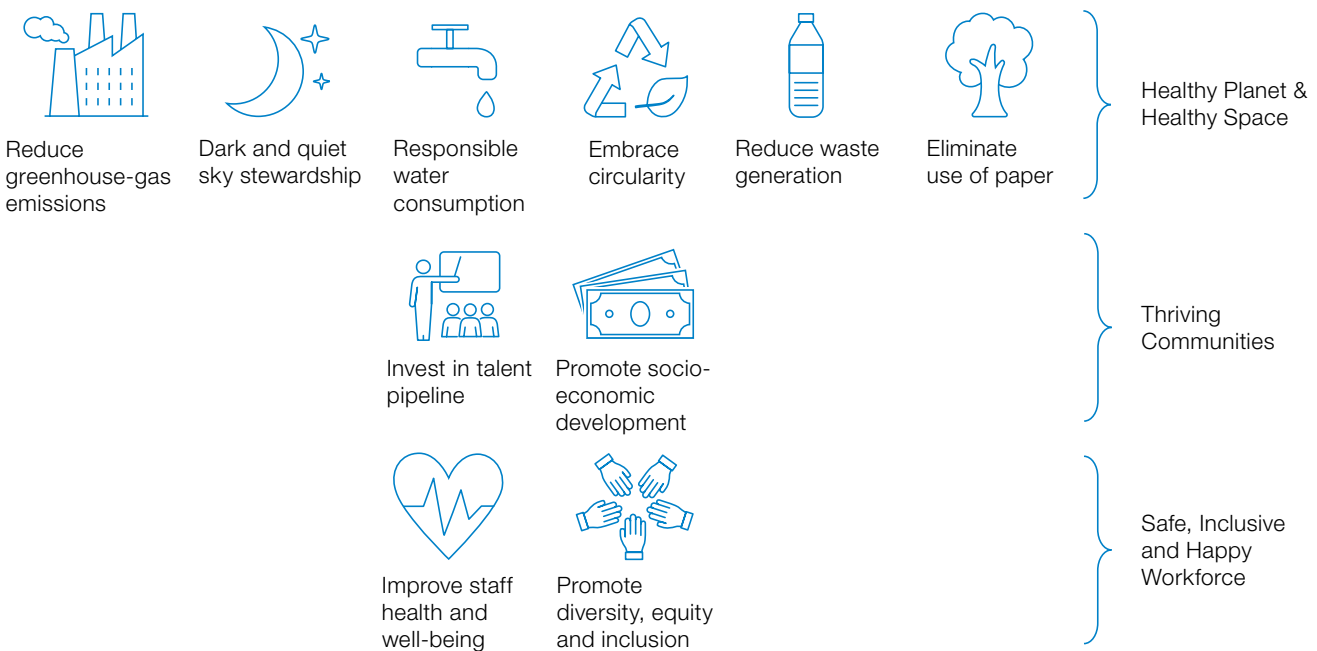 Reduce
greenhouse-gas
emissions
Dark and quiet
sky stewardship
Responsible
water
consumption
Embrace
circularity
Reduce waste
generation
Eliminate
use of paper
Healthy Planet &
Healthy Space
Invest in talent
pipeline
Promote socio-
economic
development
Thriving
Communities
Improve staff
health and
well-being
Promote
diversity, equity
and inclusion
Safe, Inclusive
and Happy
Workforce